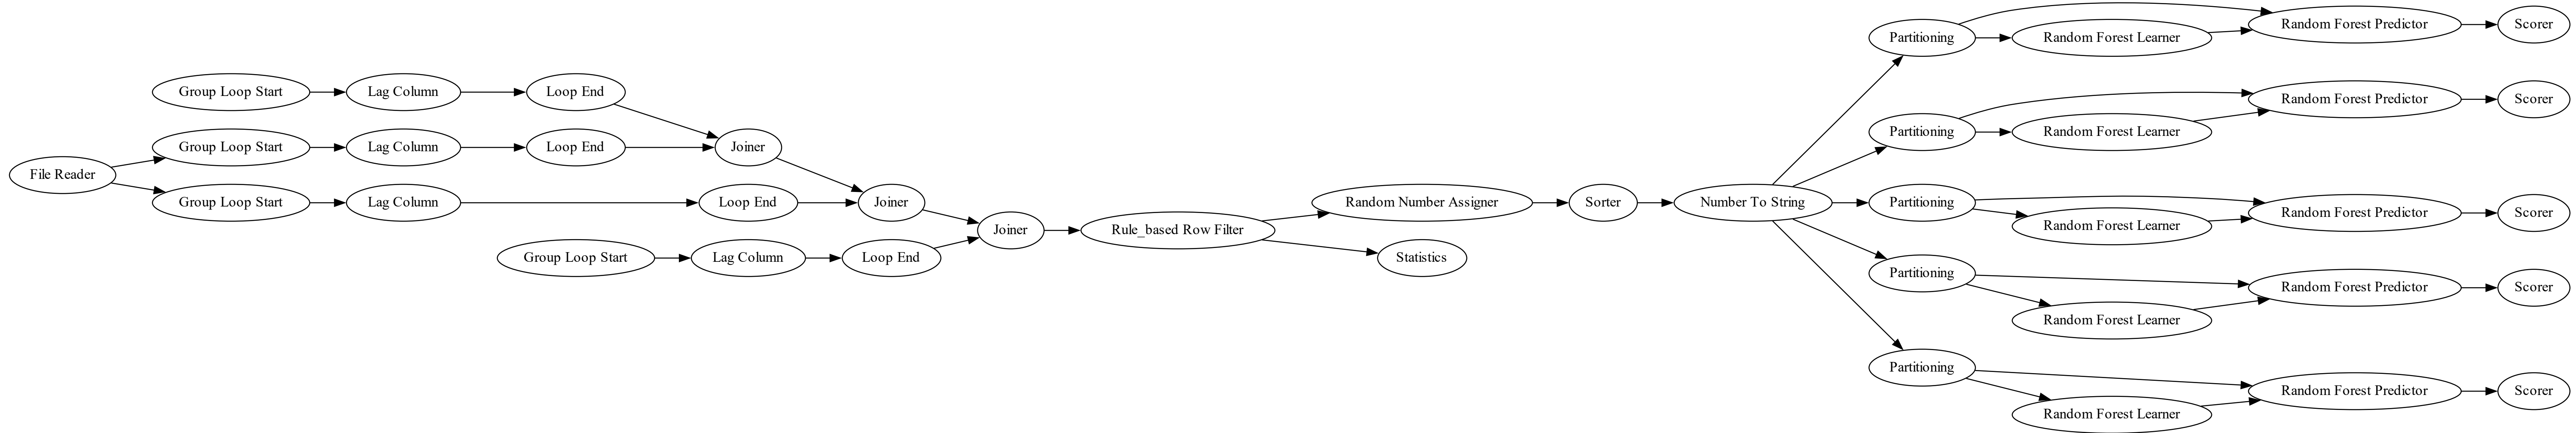 File Reader
Group Loop Start
Lag Column
Loop End
Group Loop Start
Lag Column
Loop End
Joiner
Group Loop Start
Lag Column
Loop End
Joiner
Group Loop Start
Lag Column
Loop End
Joiner
Rule_based Row Filter
Random Number Assigner
Statistics
Sorter
Number To String
Partitioning
Random Forest Learner
Random Forest Predictor
Scorer
Partitioning
Random Forest Learner
Random Forest Predictor
Scorer
Partitioning
Random Forest Learner
Random Forest Predictor
Scorer
Partitioning
Random Forest Learner
Random Forest Predictor
Scorer
Partitioning
Random Forest Learner
Random Forest Predictor
Scorer